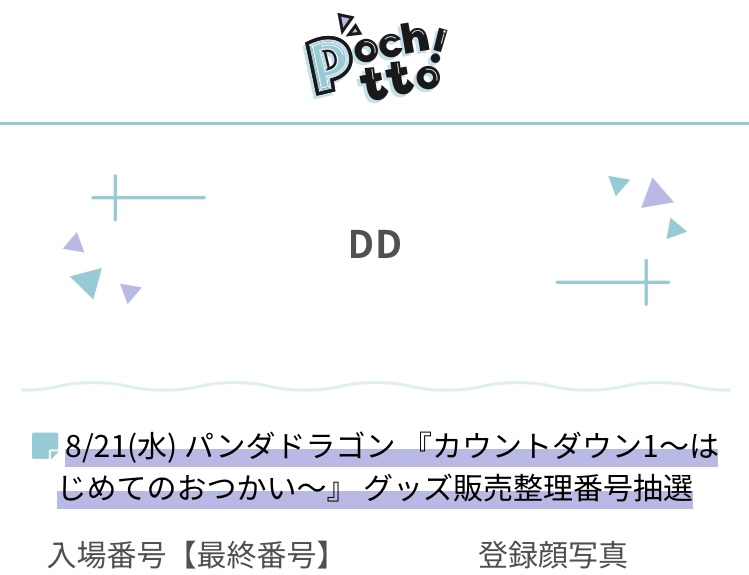 Poch!
tto
DD
8/21(水) パンダドラゴン 『カウントダウン1〜は
じめてのおつかい〜』 グッズ販売整理番号抽選
入場番号【最終番号】 登録顔写真